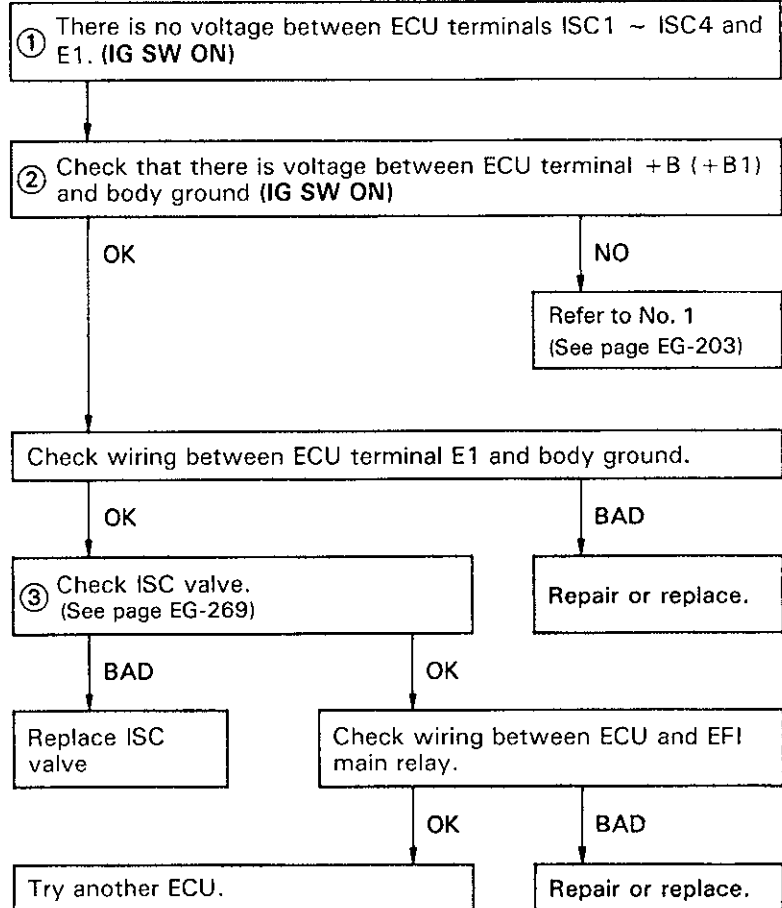 ① There is no voltage between ECU terminals ISC1 ~ ISC4 and
E1. (IG SW ON)
② Check that there is voltage between ECU terminal +B (+B1)
and body ground (IG SW ON)
OK
NO
Refer to No. 1
(See page EG-203)
Check wiring between ECU terminal E1 and body ground.
OK
BAD
③ Check ISC valve.
(See page EG-269)
Repair or replace.
BAD
OK
Replace ISC
valve
Check wiring between ECU and EFI
main relay.
OK
BAD
Try another ECU.
Repair or replace.